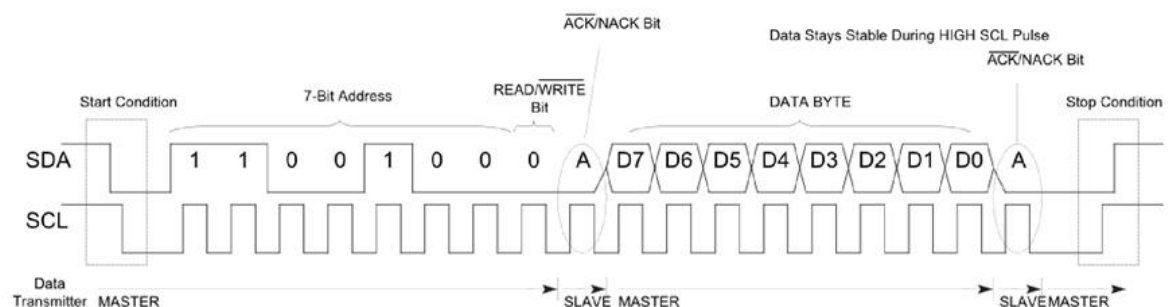 ACK/NACK Bit
Data Stays Stable During HIGH SCL Pulse
ACK/NACK Bit
Start Condition
7-Bit Address
READ/WRITE
Bit
DATA BYTE
Stop Condition
SDA 1 1 0 0 1 0 0 0 A D7 D6 D5 D4 D3 D2 D1 D0 A
SCL
Data
Transmitter MASTER SLAVE MASTER SLAVE MASTER